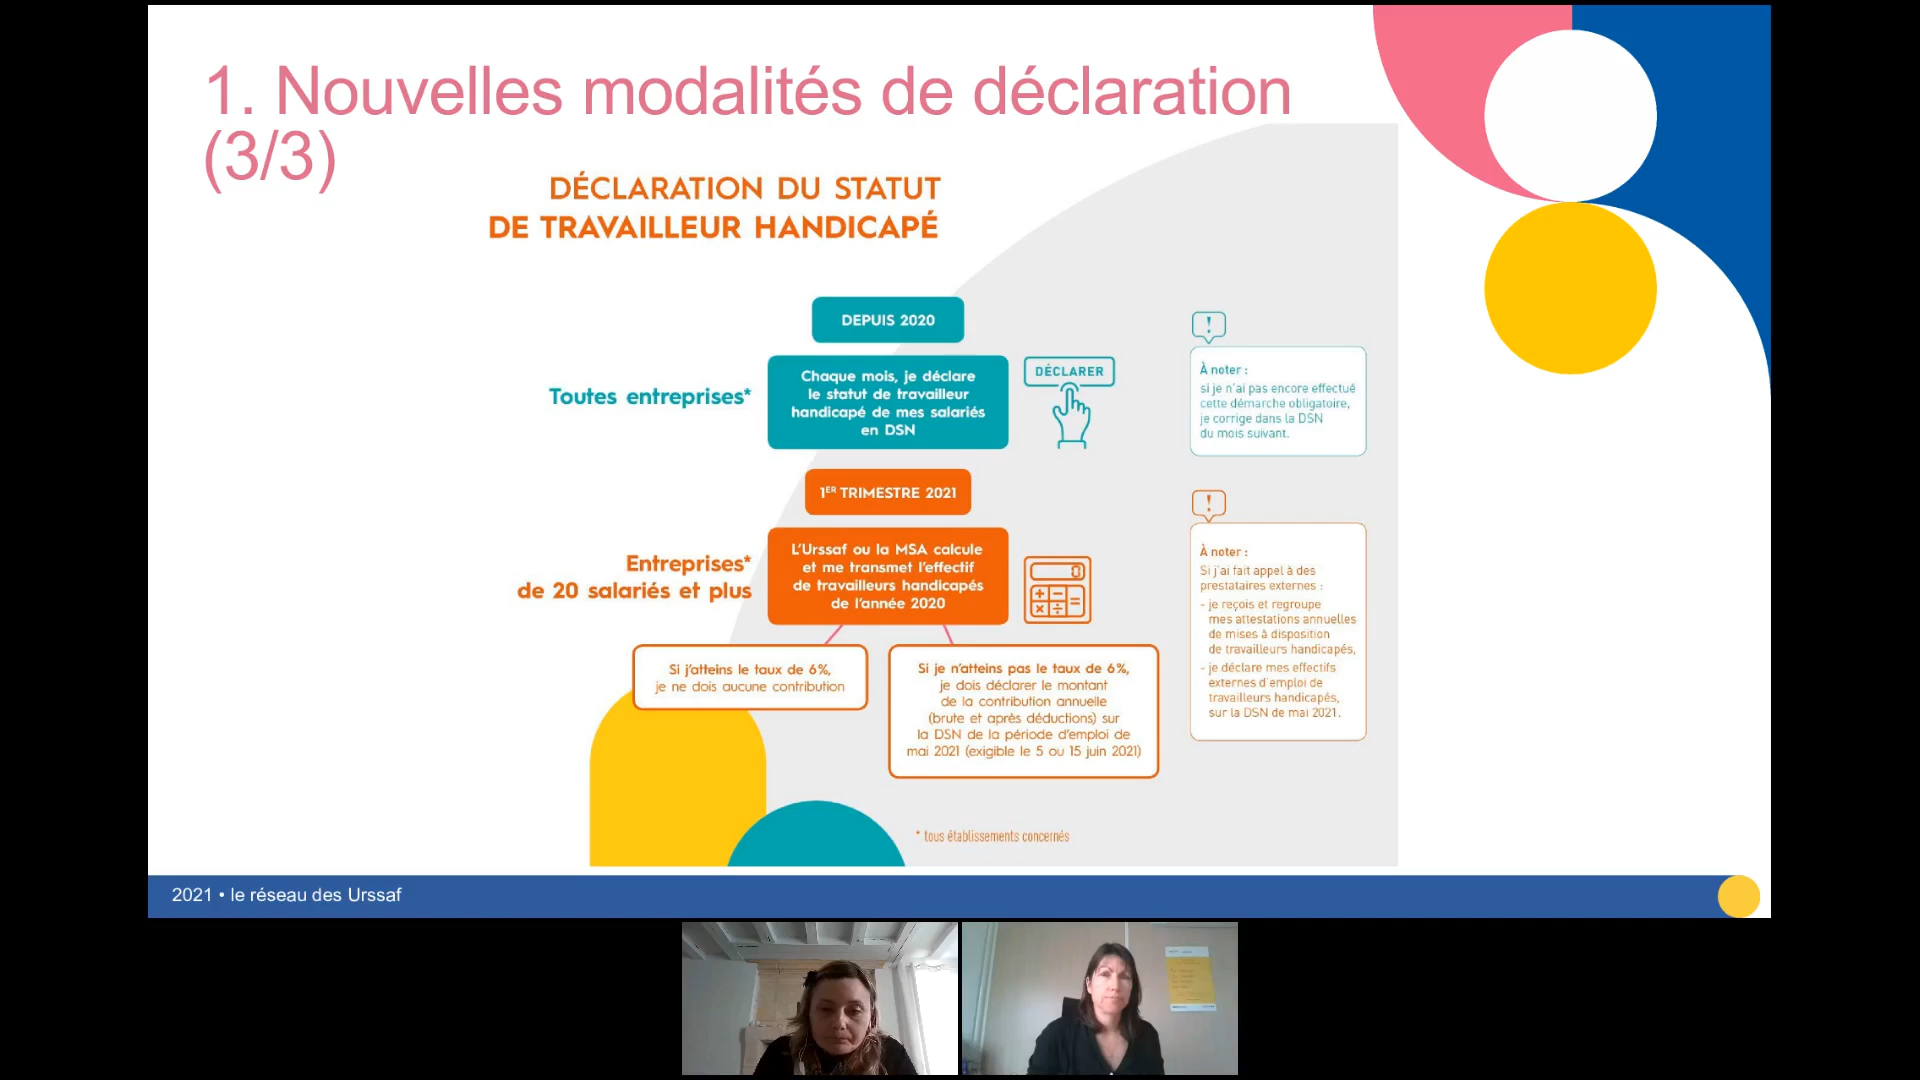 1. Nouvelles modalités de déclaration
(3/3)
DÉCLARATION DU STATUT
DE TRAVAILLEUR HANDICAPÉ
DEPUIS 2020
Toutes entreprises*
Chaque mois, je déclare
le statut de travailleur
handicapé de mes salariés
en DSN
DÉCLARER
!
À noter :
si je n'ai pas encore effectué
cette démarche obligatoire,
je corrige dans la DSN
du mois suivant.
1ER TRIMESTRE 2021
Entreprises*
de 20 salariés et plus
L'Urssaf ou la MSA calcule
et me transmet l'effectif
de travailleurs handicapés
de l'année 2020
0
+ −
× ÷ =
!
À noter :
Si j'ai fait appel à des
prestataires externes :
- je reçois et regroupe
mes attestations annuelles
de mises à disposition
de travailleurs handicapés,
- je déclare mes effectifs
externes d'emploi de
travailleurs handicapés,
sur la DSN de mai 2021.
Si j'atteins le taux de 6%,
je ne dois aucune contribution
Si je n'atteins pas le taux de 6%,
je dois déclarer le montant
de la contribution annuelle
(brute et après déductions) sur
la DSN de la période d'emploi de
mai 2021 (exigible le 5 ou 15 juin 2021)
* tous établissements concernés
2021 • le réseau des Urssaf